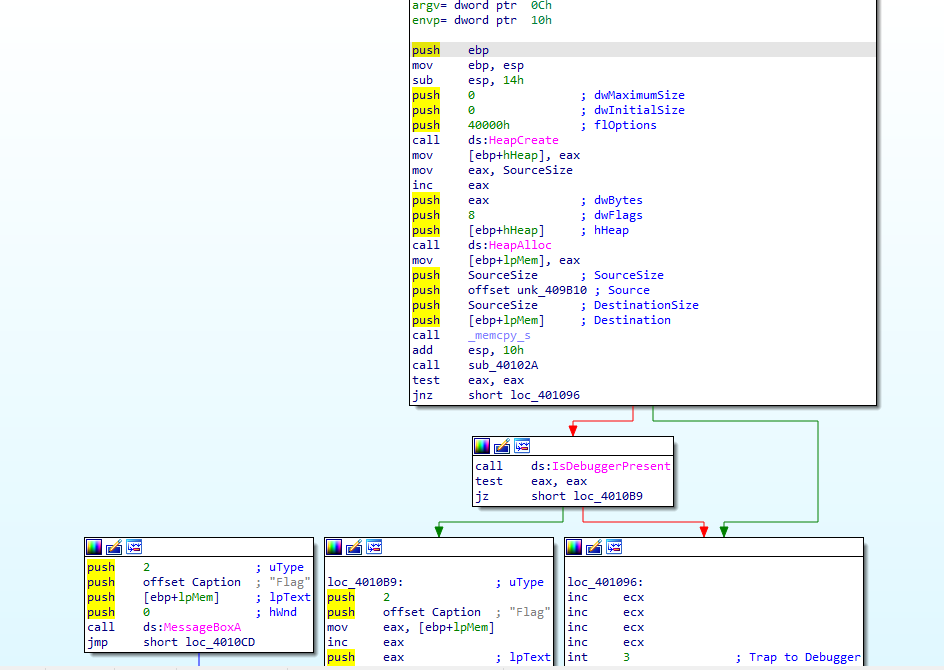 argv= dword ptr  0Ch
envp= dword ptr  10h
push    ebp
mov     ebp, esp
sub     esp, 14h
push    0               ; dwMaximumSize
push    0               ; dwInitialSize
push    40000h          ; flOptions
call    ds:HeapCreate
mov     [ebp+hHeap], eax
mov     eax, SourceSize
inc     eax
push    eax             ; dwBytes
push    8               ; dwFlags
push    [ebp+hHeap]     ; hHeap
call    ds:HeapAlloc
mov     [ebp+lpMem], eax
push    SourceSize      ; SourceSize
push    offset unk_409B10 ; Source
push    SourceSize      ; DestinationSize
push    [ebp+lpMem]     ; Destination
call    _memcpy_s
add     esp, 10h
call    sub_40102A
test    eax, eax
jnz     short loc_401096
call    ds:IsDebuggerPresent
test    eax, eax
jz      short loc_4010B9
push    2               ; uType
push    offset Caption  ; "Flag"
push    [ebp+lpMem]     ; lpText
push    0               ; hWnd
call    ds:MessageBoxA
jmp     short loc_4010CD
loc_4010B9:             ; uType
push    2
push    offset Caption  ; "Flag"
mov     eax, [ebp+lpMem]
inc     eax
push    eax             ; lpText
loc_401096:
inc     ecx
inc     ecx
inc     ecx
inc     ecx
int     3               ; Trap to Debugger